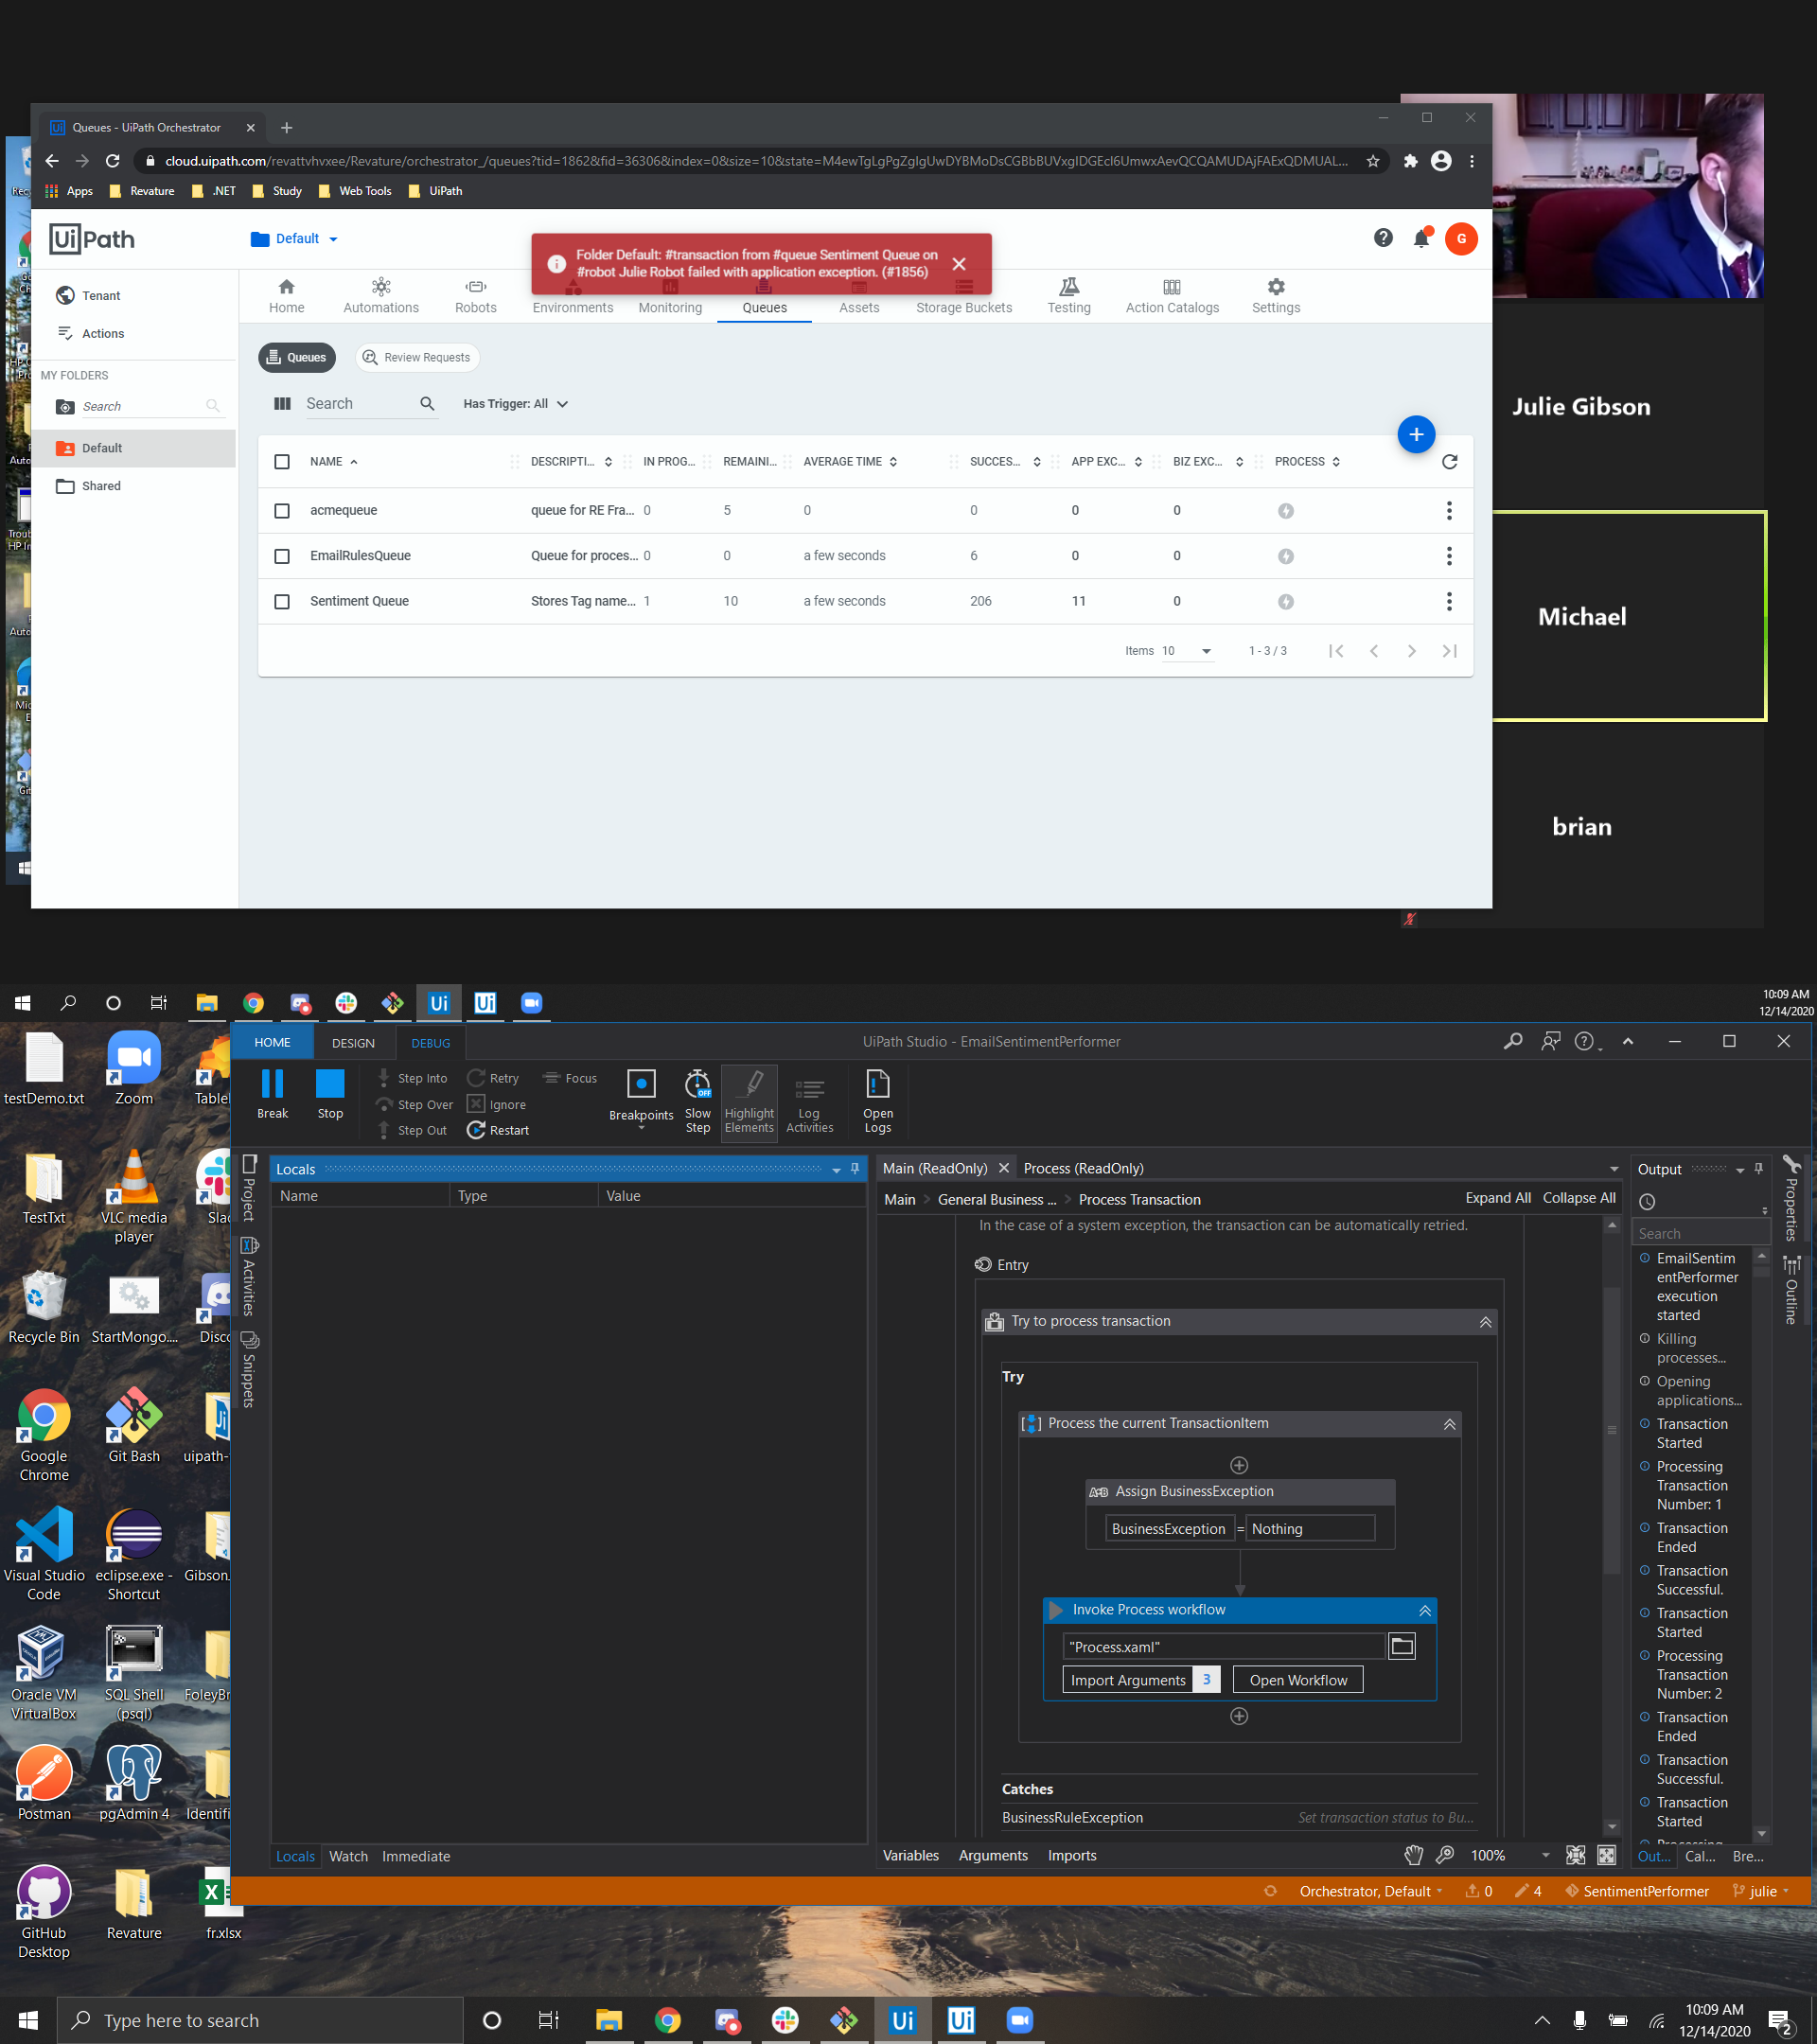 Queues - UiPath Orchestrator
cloud.uipath.com/revattvhvxee/Revature/orchestrator_/queues?tid=1862&fid=36306&index=0&size=10&state=
Apps Revature .NET Study Web Tools UiPath
UiPath
Default
G
Folder Default: #transaction from #queue Sentiment Queue on
#robot Julie Robot failed with application exception. (#1856)
Tenant
Actions
MY FOLDERS
Search
Default
Shared
Home Automations Robots Environments Monitoring Queues Assets Storage Buckets Testing Action Catalogs Settings
Queues Review Requests
Search Has Trigger: All
NAME DESCRIPTI... IN PROG... REMAINI... AVERAGE TIME SUCCES... APP EXC... BIZ EXC... PROCESS
acmequeue queue for RE Fra... 0 5 0 0 0 0
EmailRulesQueue Queue for proces... 0 0 a few seconds 6 0 0
Sentiment Queue Stores Tag name... 1 10 a few seconds 206 11 0
Items 10 1 - 3 / 3
Julie Gibson
Michael
brian
10:09 AM
12/14/2020
testDemo.txt
Zoom
TestTxt
VLC media
player
Recycle Bin
StartMongo....
Google
Chrome
Git Bash
Visual Studio
Code
eclipse.exe -
Shortcut
Oracle VM
VirtualBox
SQL Shell
(psql)
Postman
pgAdmin 4
GitHub
Desktop
Revature
fr.xlsx
HOME DESIGN DEBUG
UiPath Studio - EmailSentimentPerformer
Break
Stop
Step Into
Step Over
Step Out
Retry
Ignore
Restart
Focus
Breakpoints
Slow
Step
OFF
Highlight
Elements
Log
Activities
Open
Logs
Project
Activities
Snippets
Locals
Name Type Value
Locals Watch Immediate
Main (ReadOnly) Process (ReadOnly)
Main > General Business ... > Process Transaction
Expand All Collapse All
In the case of a system exception, the transaction can be automatically retried.
Entry
Try to process transaction
Try
Process the current TransactionItem
A+B Assign BusinessException
BusinessException = Nothing
Invoke Process workflow
"Process.xaml"
Import Arguments 3 Open Workflow
Catches
BusinessRuleException Set transaction status to Bu...
Variables Arguments Imports
100%
Output
Search
EmailSentim
entPerformer
execution
started
Killing
processes...
Opening
applications...
Transaction
Started
Processing
Transaction
Number: 1
Transaction
Ended
Transaction
Successful.
Transaction
Started
Processing
Transaction
Number: 2
Transaction
Ended
Transaction
Successful.
Transaction
Started
Out... Cal... Bre...
Properties
Outline
Orchestrator, Default 0 4 SentimentPerformer julie
Type here to search
10:09 AM
12/14/2020
2